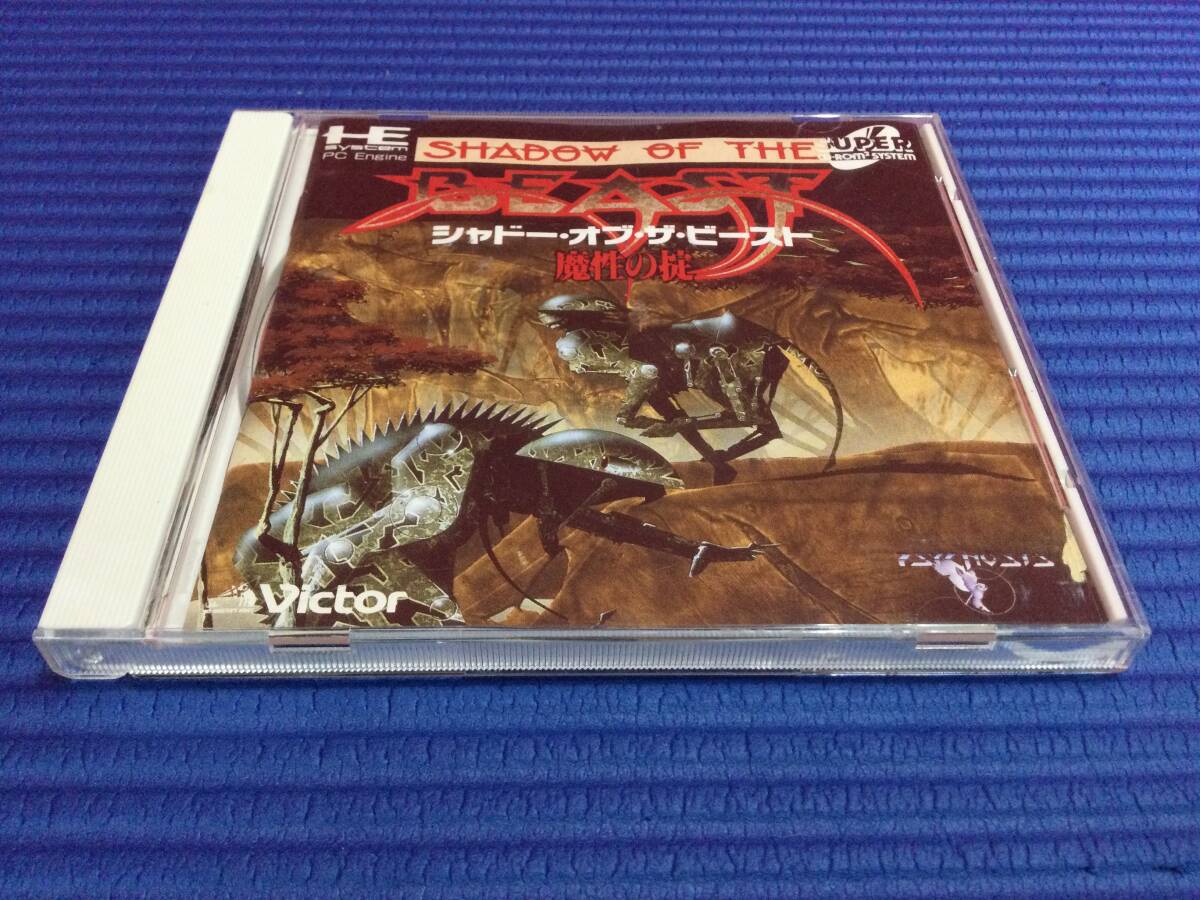 HE
system
PC Engine
SHADOW OF THE
SUPER
CD-ROM² SYSTEM
BEAST
シャドー・オブ・ザ・ビースト
魔性の掟
PSYGNOSIS
Victor